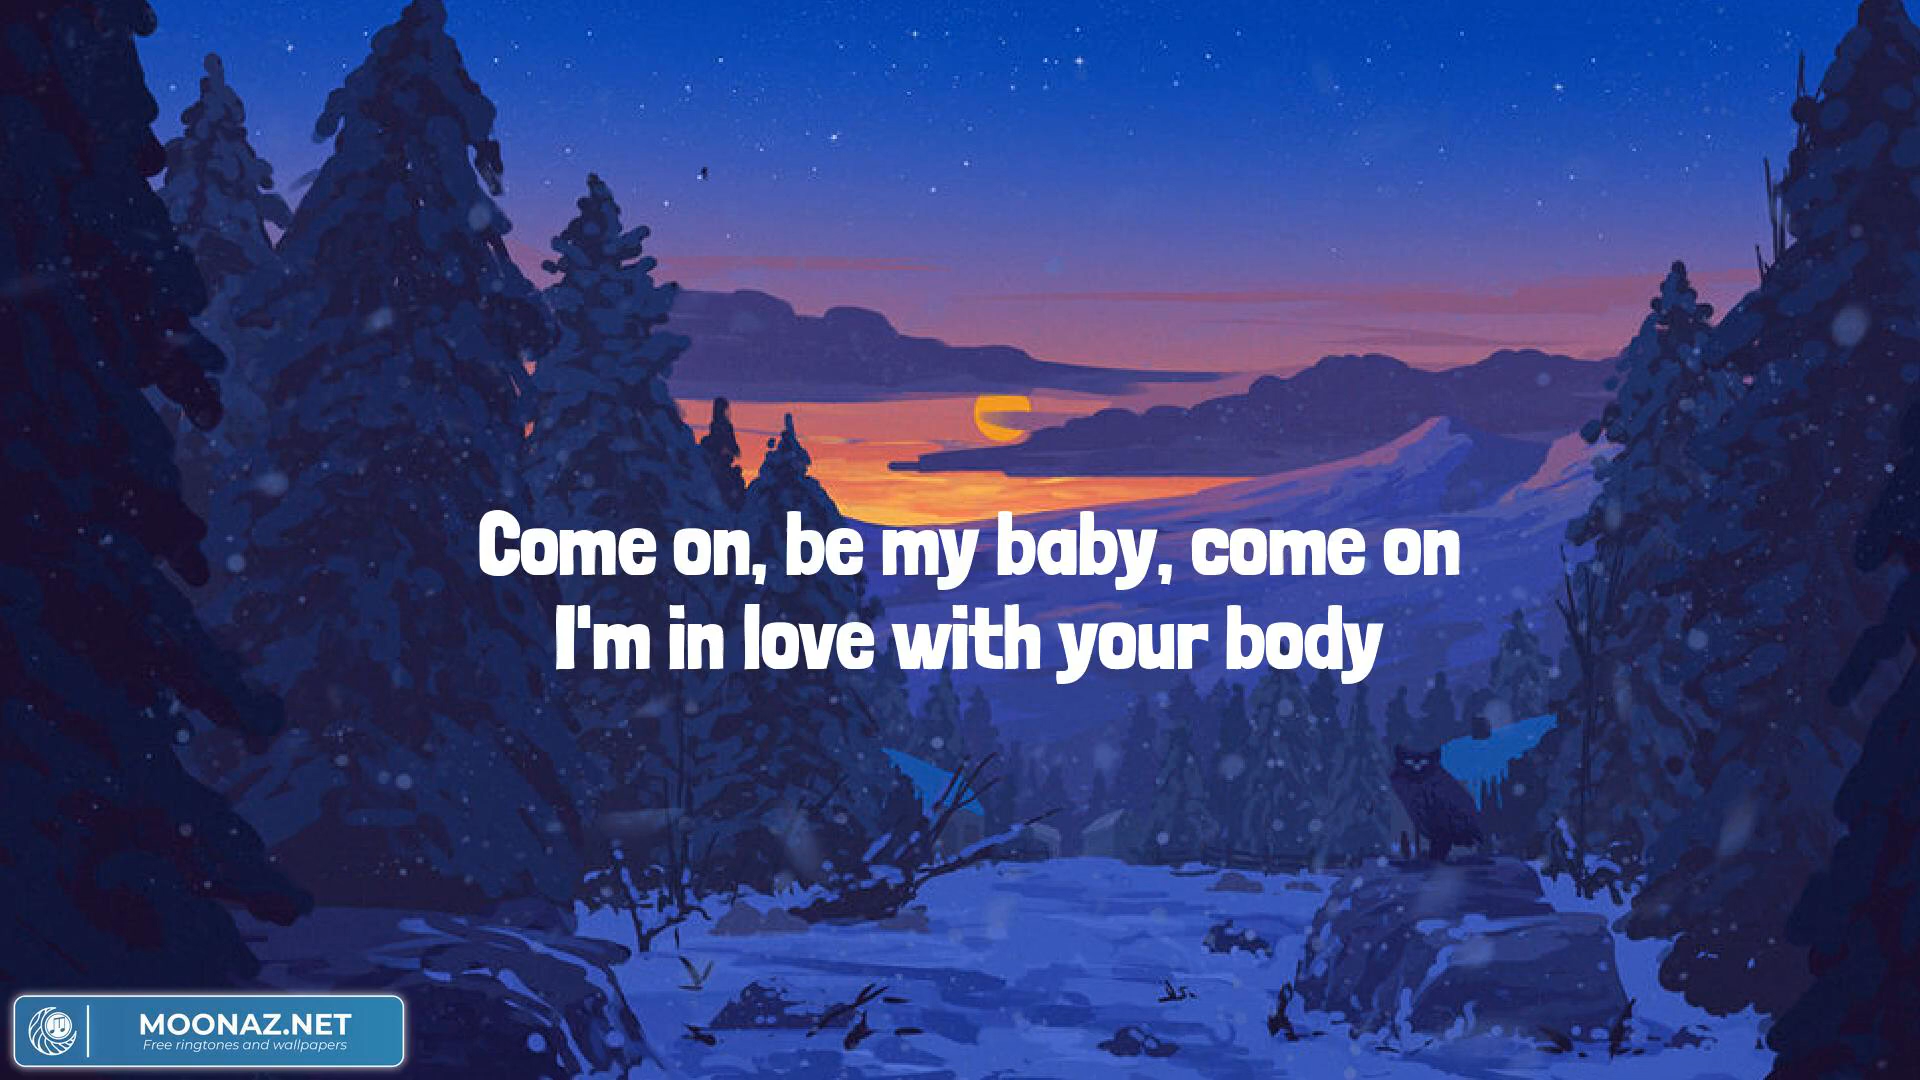 Come on, be my baby, come on
I'm in love with your body
MOONAZ.NET
Free ringtones and wallpapers